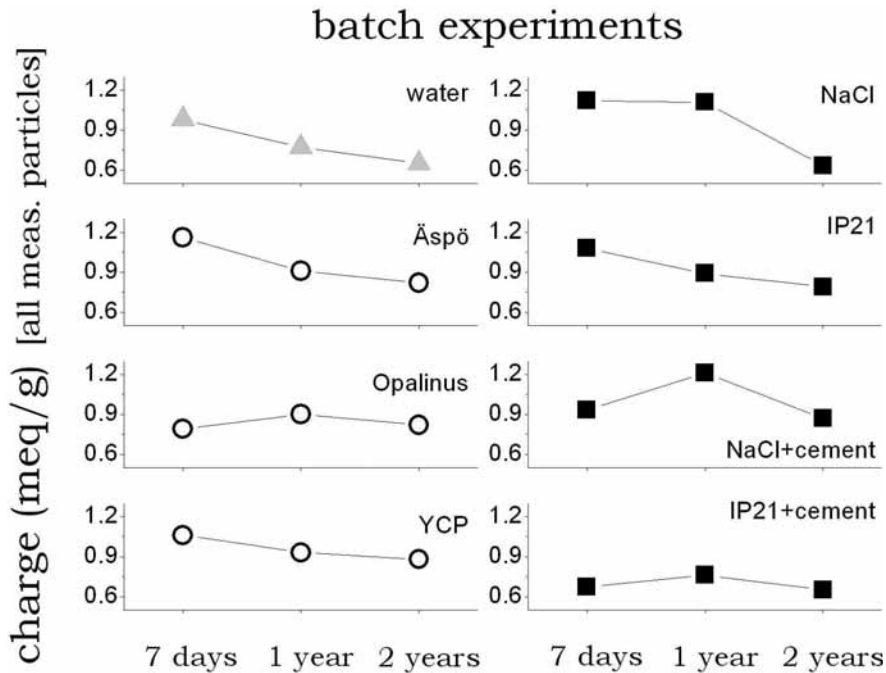 batch experiments
charge (meq/g) [all meas. particles]
1.2
0.9
0.6
water
1.2
0.9
0.6
NaCl
1.2
0.9
0.6
Äspö
1.2
0.9
0.6
IP21
1.2
0.9
0.6
Opalinus
1.2
0.9
0.6
NaCl+cement
1.2
0.9
0.6
YCP
1.2
0.9
0.6
IP21+cement
7 days 1 year 2 years
7 days 1 year 2 years